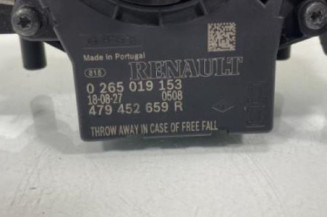 Made in Portugal
RENAULT
0 265 019 153
18-08-27 0508
479 452 659 R
THROW AWAY IN CASE OF FREE FALL